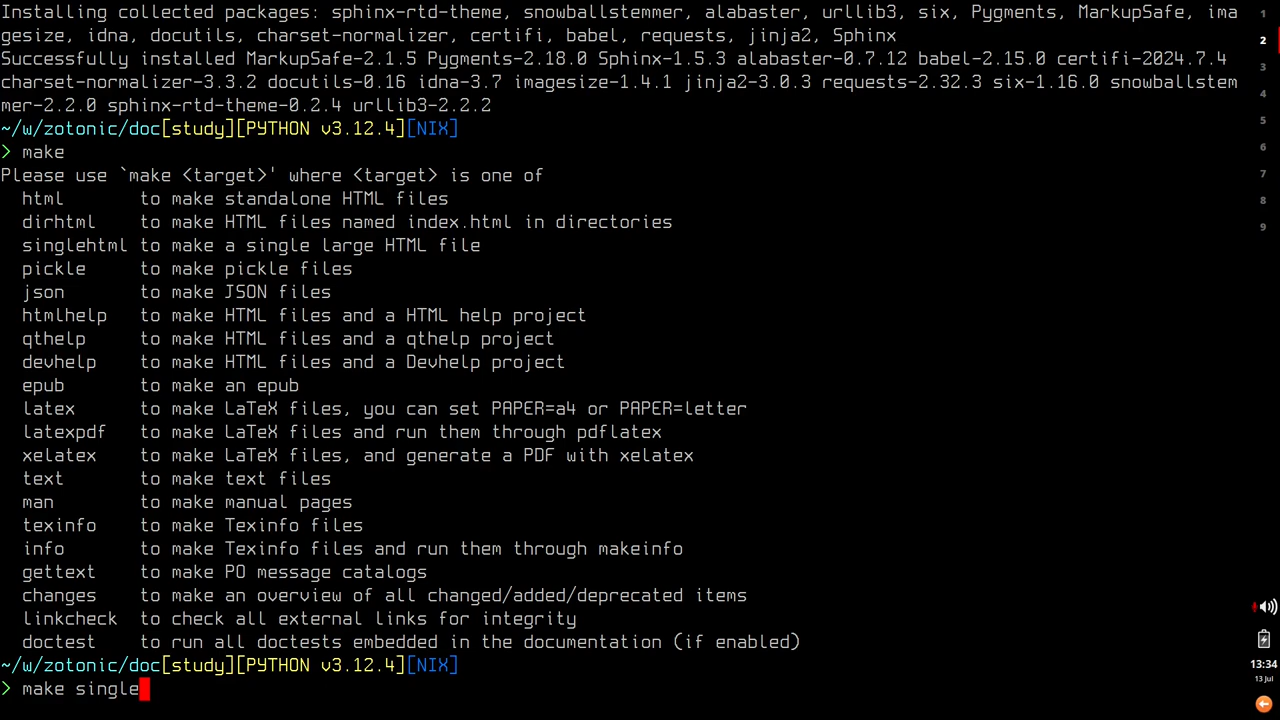 Installing collected packages: sphinx-rtd-theme, snowballstemmer, alabaster, urllib3, six, Pygments, MarkupSafe, ima
gesize, idna, docutils, charset-normalizer, certifi, babel, requests, jinja2, Sphinx
Successfully installed MarkupSafe-2.1.5 Pygments-2.18.0 Sphinx-1.5.3 alabaster-0.7.12 babel-2.15.0 certifi-2024.7.4
charset-normalizer-3.3.2 docutils-0.16 idna-3.7 imagesize-1.4.1 jinja2-3.0.3 requests-2.32.3 six-1.16.0 snowballstem
mer-2.2.0 sphinx-rtd-theme-0.2.4 urllib3-2.2.2
~/w/zotonic/doc[study][PYTHON v3.12.4][NIX]
> make
Please use `make <target>' where <target> is one of
html to make standalone HTML files
dirhtml to make HTML files named index.html in directories
singlehtml to make a single large HTML file
pickle to make pickle files
json to make JSON files
htmlhelp to make HTML files and a HTML help project
qthelp to make HTML files and a qthelp project
devhelp to make HTML files and a Devhelp project
epub to make an epub
latex to make LaTeX files, you can set PAPER=a4 or PAPER=letter
latexpdf to make LaTeX files and run them through pdflatex
xelatex to make LaTeX files, and generate a PDF with xelatex
text to make text files
man to make manual pages
texinfo to make Texinfo files
info to make Texinfo files and run them through makeinfo
gettext to make PO message catalogs
changes to make an overview of all changed/added/deprecated items
linkcheck to check all external links for integrity
doctest to run all doctests embedded in the documentation (if enabled)
~/w/zotonic/doc[study][PYTHON v3.12.4][NIX]
> make single
1
2
3
4
5
6
7
8
9
13:34
13 Jul